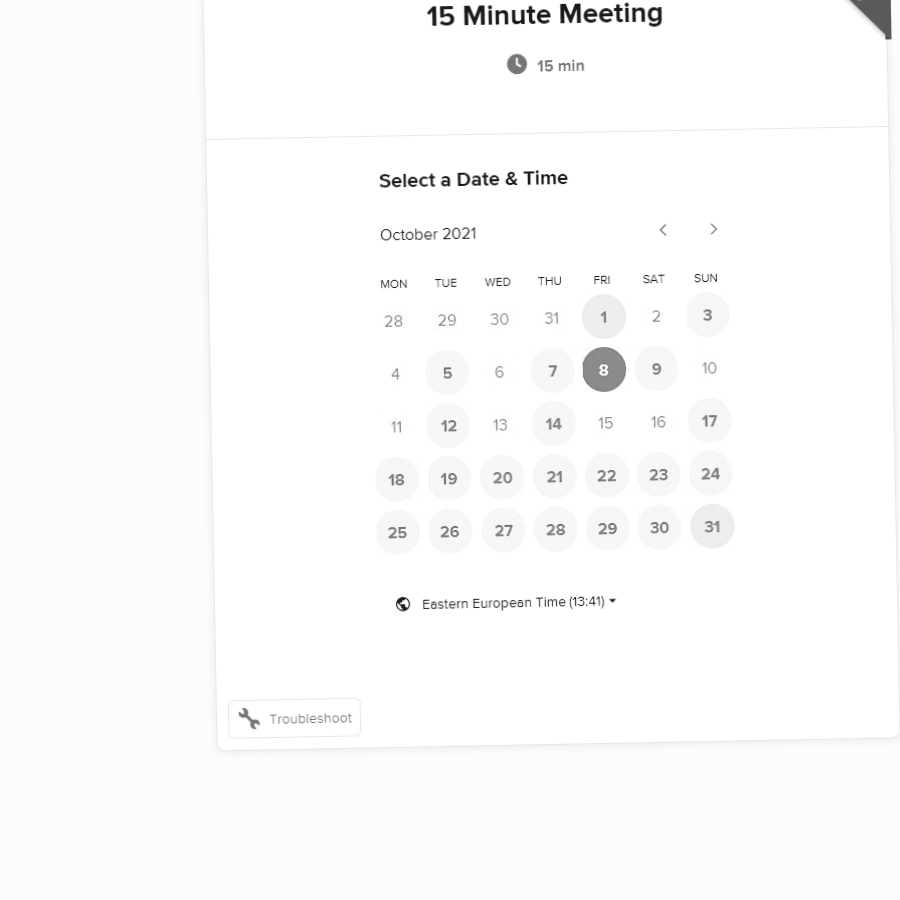 15 Minute Meeting
15 min
Select a Date & Time
October 2021
MON TUE WED THU FRI SAT SUN
28 29 30 31 1 2 3
4 5 6 7 8 9 10
11 12 13 14 15 16 17
18 19 20 21 22 23 24
25 26 27 28 29 30 31
Eastern European Time (13:41)
Troubleshoot